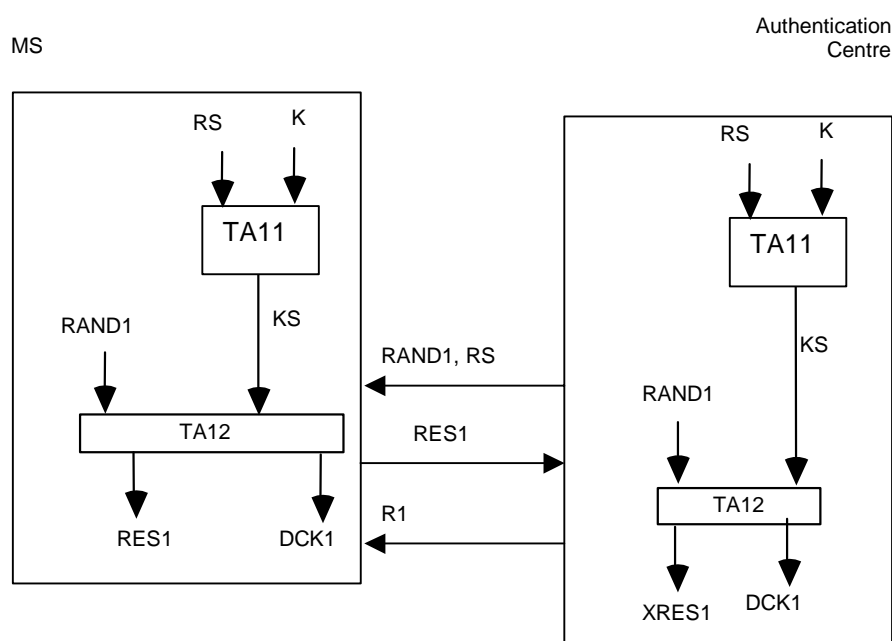 MS
Authentication
Centre
RS
K
TA11
KS
RAND1
TA12
RES1
DCK1
RAND1, RS
RES1
R1
RS
K
TA11
KS
RAND1
TA12
XRES1
DCK1